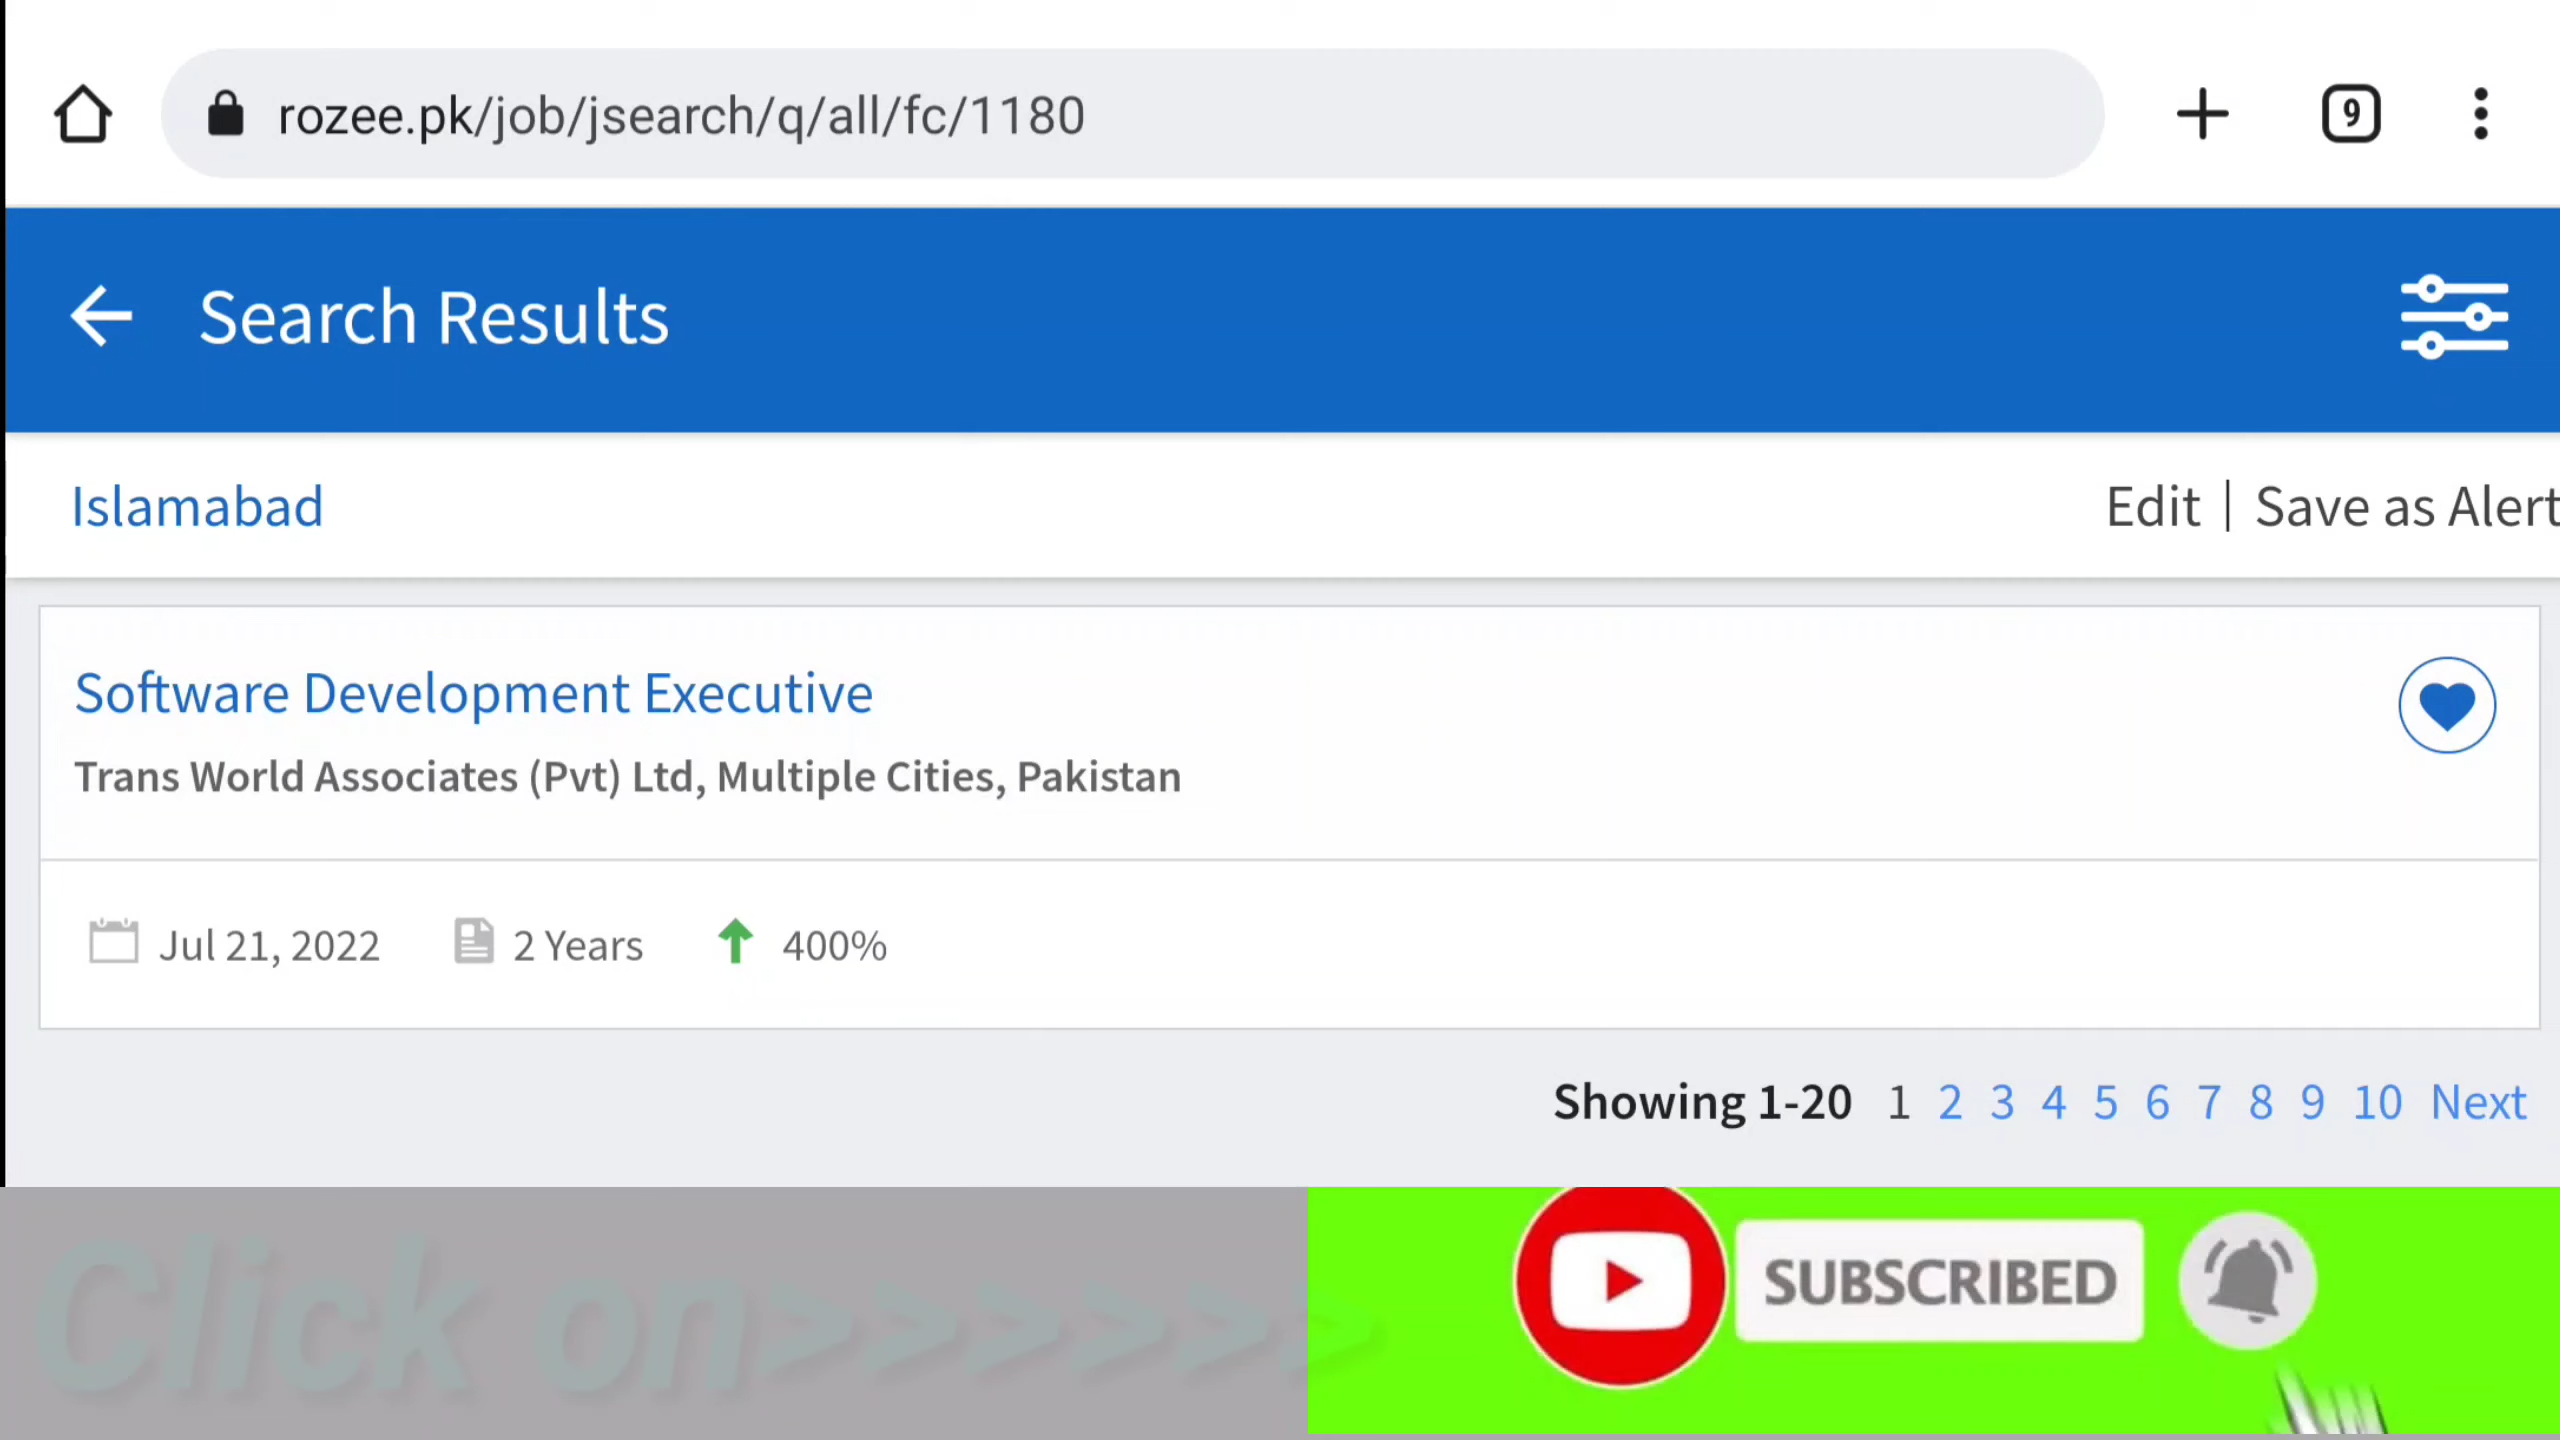 rozee.pk/job/jsearch/q/all/fc/1180
9
Search Results
Islamabad
Edit | Save as Alert
Software Development Executive
Trans World Associates (Pvt) Ltd, Multiple Cities, Pakistan
Jul 21, 2022 2 Years 400%
Showing 1-20 1 2 3 4 5 6 7 8 9 10 Next
Click on>>>>>>
SUBSCRIBED